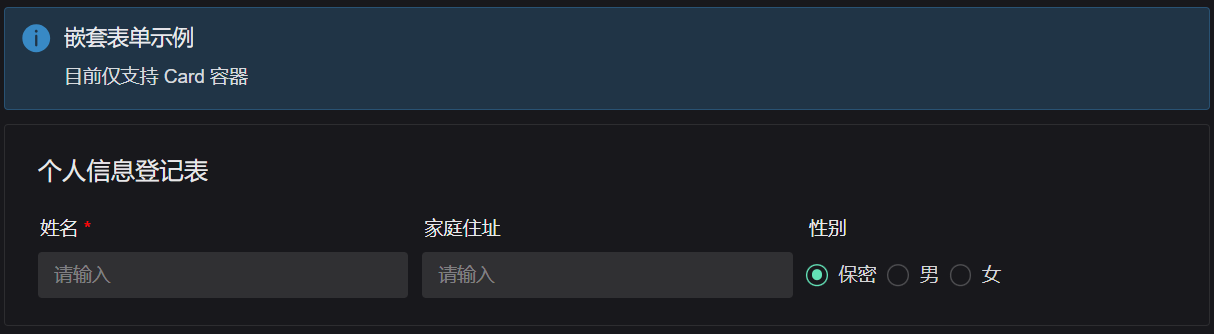 嵌套表单示例
目前仅支持 Card 容器
个人信息登记表
姓名 * 家庭住址 性别
请输入 请输入 保密 男 女